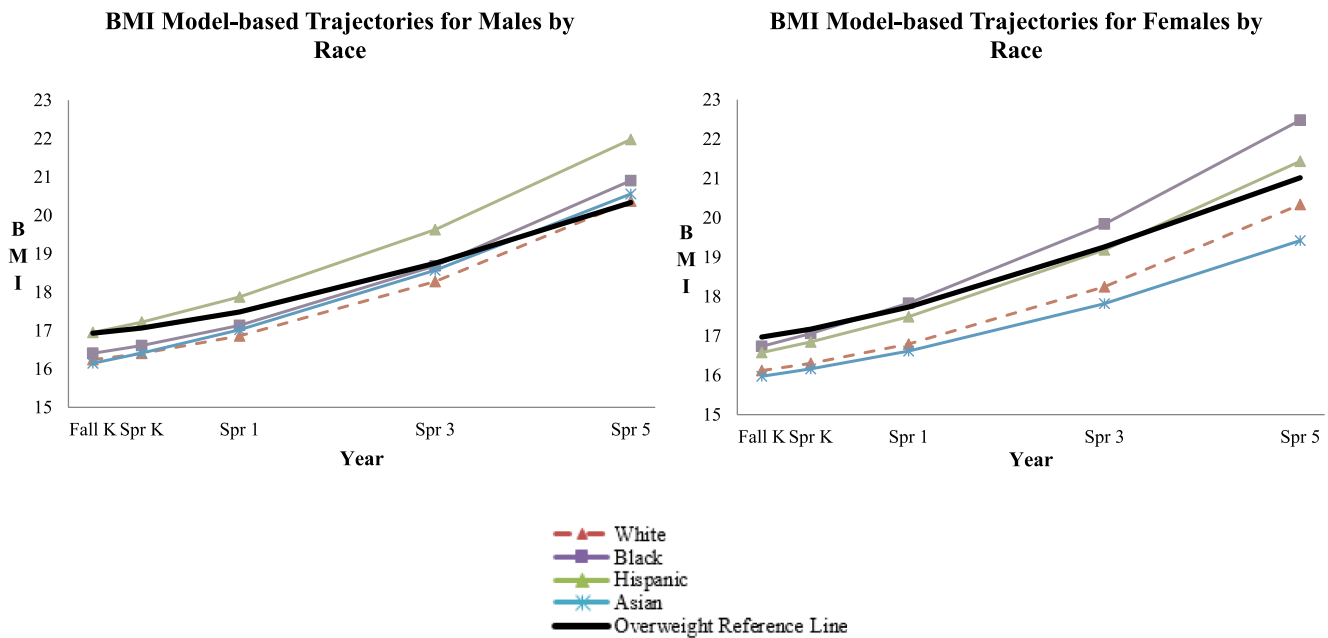 BMI Model-based Trajectories for Males by
Race
23
22
21
20
19
18
17
16
15
B
M
I
Fall K Spr K Spr 1 Spr 3 Spr 5
Year
BMI Model-based Trajectories for Females by
Race
23
22
21
20
19
18
17
16
15
B
M
I
Fall K Spr K Spr 1 Spr 3 Spr 5
Year
White
Black
Hispanic
Asian
Overweight Reference Line